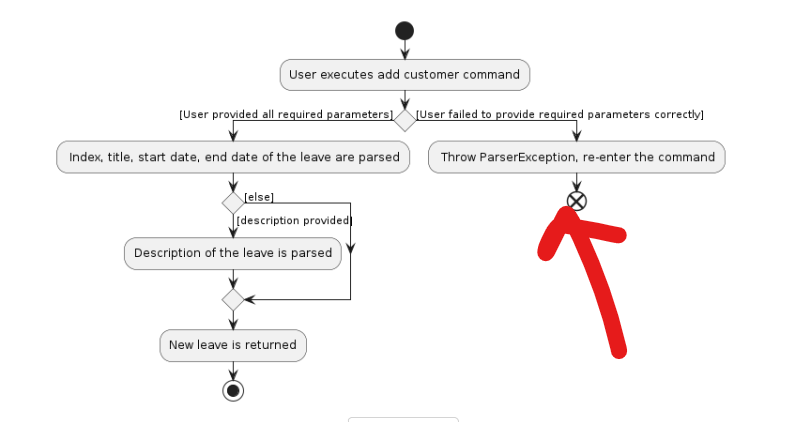 User executes add customer command
[User provided all required parameters]
[User failed to provide required parameters correctly]
Index, title, start date, end date of the leave are parsed
Throw ParserException, re-enter the command
[else]
[description provided]
Description of the leave is parsed
New leave is returned